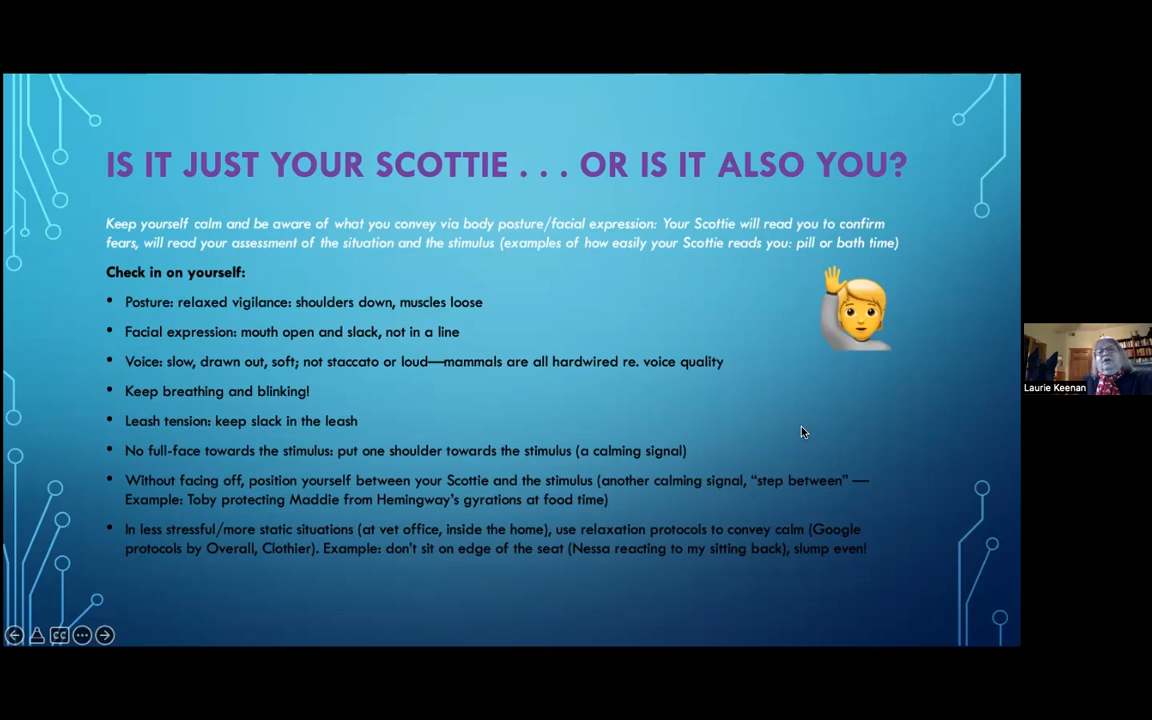 IS IT JUST YOUR SCOTTIE . . . OR IS IT ALSO YOU?
Keep yourself calm and be aware of what you convey via body posture/facial expression: Your Scottie will read you to confirm
fears, will read your assessment of the situation and the stimulus (examples of how easily your Scottie reads you: pill or bath time)
Check in on yourself:
• Posture: relaxed vigilance: shoulders down, muscles loose
• Facial expression: mouth open and slack, not in a line
• Voice: slow, drawn out, soft; not staccato or loud—mammals are all hardwired re. voice quality
• Keep breathing and blinking!
• Leash tension: keep slack in the leash
• No full-face towards the stimulus: put one shoulder towards the stimulus (a calming signal)
• Without facing off, position yourself between your Scottie and the stimulus (another calming signal, “step between” —
Example: Toby protecting Maddie from Hemingway’s gyrations at food time)
• In less stressful/more static situations (at vet office, inside the home), use relaxation protocols to convey calm (Google
protocols by Overall, Clothier). Example: don’t sit on edge of the seat (Nessa reacting to my sitting back), slump even!
CC
Laurie Keenan